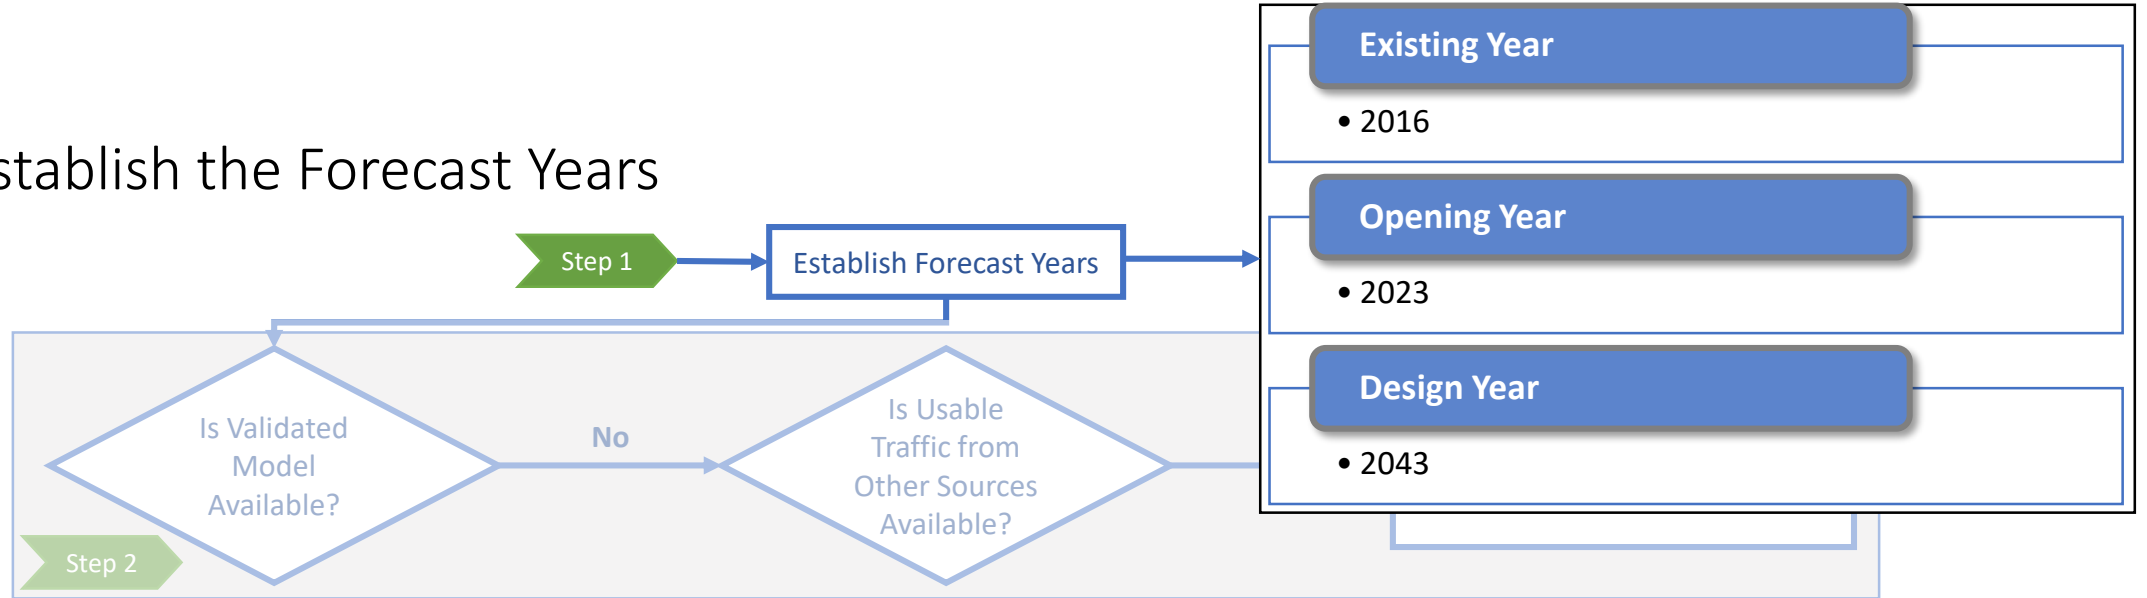 stablish the Forecast Years
Step 1
Establish Forecast Years
Existing Year
• 2016
Opening Year
• 2023
Design Year
• 2043
Is Validated
Model
Available?
No
Is Usable
Traffic from
Other Sources
Available?
Step 2